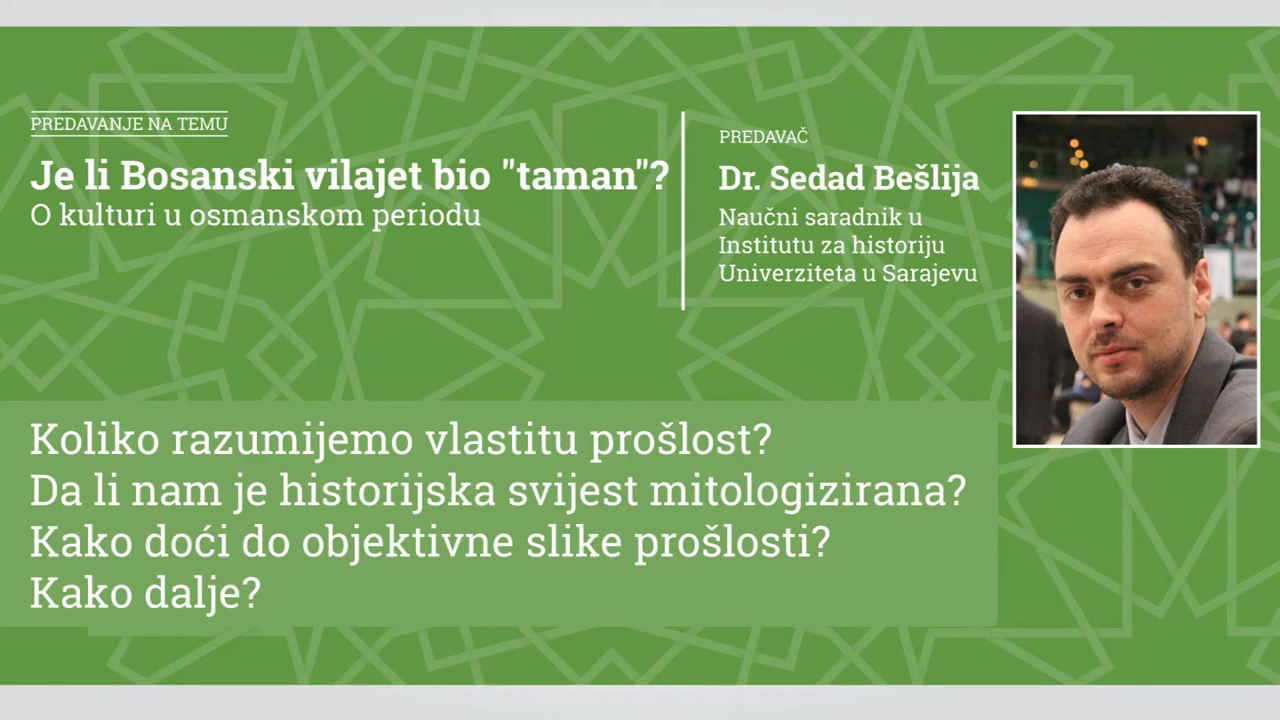 PREDAVANJE NA TEMU
Je li Bosanski vilajet bio "taman"?
O kulturi u osmanskom periodu
PREDAVAČ
Dr. Sedad Bešlija
Naučni saradnik u
Institutu za historiju
Univerziteta u Sarajevu
Koliko razumijemo vlastitu prošlost?
Da li nam je historijska svijest mitologizirana?
Kako doći do objektivne slike prošlosti?
Kako dalje?